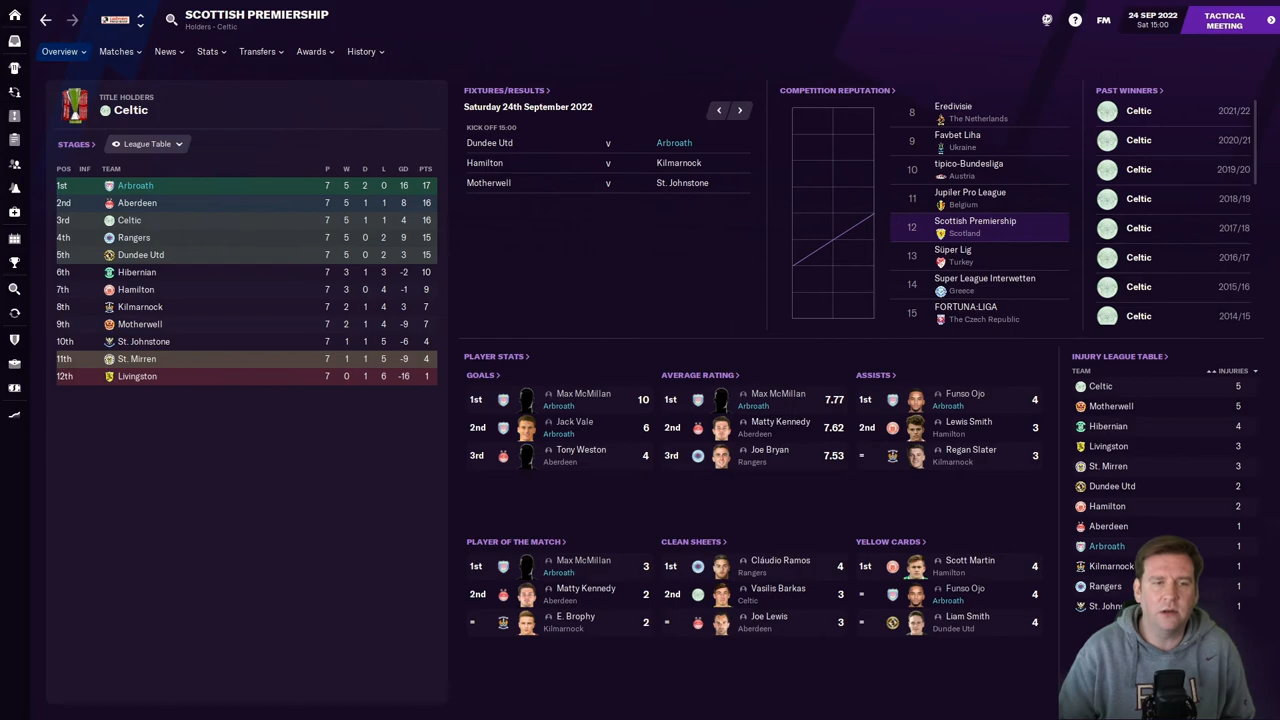 SCOTTISH PREMIERSHIP
Holders - Celtic
FM
24 SEP 2022
Sat 15:00
TACTICAL
MEETING
Overview
Matches
News
Stats
Transfers
Awards
History
TITLE HOLDERS
Celtic
STAGES
League Table
POS INF TEAM P W D L GD PTS
1st Arbroath 7 5 2 0 16 17
2nd Aberdeen 7 5 1 1 8 16
3rd Celtic 7 5 1 1 4 16
4th Rangers 7 5 0 2 9 15
5th Dundee Utd 7 5 0 2 3 15
6th Hibernian 7 3 1 3 -2 10
7th Hamilton 7 3 0 4 -1 9
8th Kilmarnock 7 2 1 4 3 7
9th Motherwell 7 2 1 4 -9 7
10th St. Johnstone 7 1 1 5 -6 4
11th St. Mirren 7 1 1 5 -9 4
12th Livingston 7 0 1 6 -16 1
FIXTURES/RESULTS
Saturday 24th September 2022
KICK OFF 15:00
Dundee Utd v Arbroath
Hamilton v Kilmarnock
Motherwell v St. Johnstone
COMPETITION REPUTATION
8 Eredivisie
The Netherlands
9 Favbet Liha
Ukraine
10 tipico-Bundesliga
Austria
11 Jupiler Pro League
Belgium
12 Scottish Premiership
Scotland
13 Süper Lig
Turkey
14 Super League Interwetten
Greece
15 FORTUNA:LIGA
The Czech Republic
PAST WINNERS
Celtic 2021/22
Celtic 2020/21
Celtic 2019/20
Celtic 2018/19
Celtic 2017/18
Celtic 2016/17
Celtic 2015/16
Celtic 2014/15
PLAYER STATS
GOALS
1st Max McMillan 10
Arbroath
2nd Jack Vale 6
Arbroath
3rd Tony Weston 4
Aberdeen
AVERAGE RATING
1st Max McMillan 7.77
Arbroath
2nd Matty Kennedy 7.62
Aberdeen
3rd Joe Bryan 7.53
Rangers
ASSISTS
1st Funso Ojo 4
Arbroath
2nd Lewis Smith 3
Hamilton
= Regan Slater 3
Kilmarnock
PLAYER OF THE MATCH
1st Max McMillan 3
Arbroath
2nd Matty Kennedy 2
Aberdeen
= E. Brophy 2
Kilmarnock
CLEAN SHEETS
1st Cláudio Ramos 4
Rangers
2nd Vasilis Barkas 3
Celtic
= Joe Lewis 3
Aberdeen
YELLOW CARDS
1st Scott Martin 4
Hamilton
= Funso Ojo 4
Arbroath
= Liam Smith 4
Dundee Utd
INJURY LEAGUE TABLE
TEAM INJURIES
Celtic 5
Motherwell 5
Hibernian 4
Livingston 3
St. Mirren 3
Dundee Utd 2
Hamilton 2
Aberdeen 1
Arbroath 1
Kilmarnock 1
Rangers 1
St. Johns 1